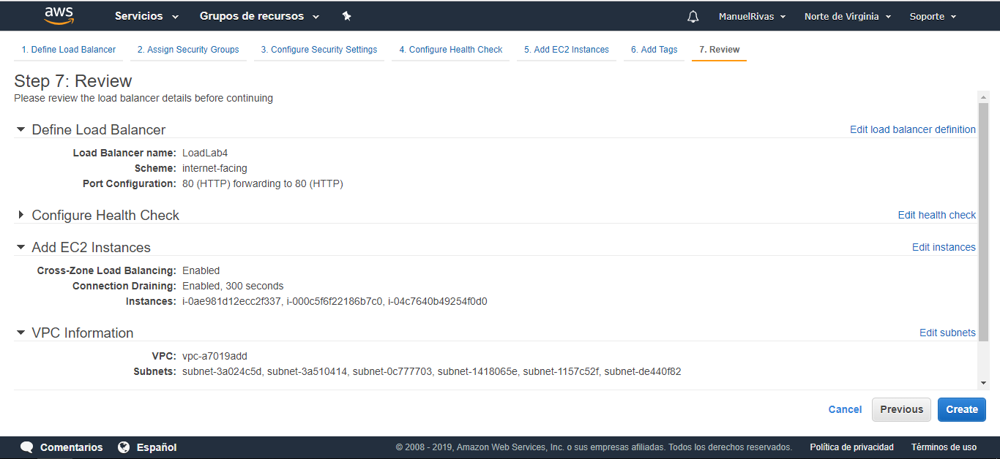 aws Servicios Grupos de recursos ManuelRivas Norte de Virginia Soporte
1. Define Load Balancer 2. Assign Security Groups 3. Configure Security Settings 4. Configure Health Check 5. Add EC2 Instances 6. Add Tags 7. Review
Step 7: Review
Please review the load balancer details before continuing
Define Load Balancer Edit load balancer definition
Load Balancer name: LoadLab4
Scheme: internet-facing
Port Configuration: 80 (HTTP) forwarding to 80 (HTTP)
Configure Health Check Edit health check
Add EC2 Instances Edit instances
Cross-Zone Load Balancing: Enabled
Connection Draining: Enabled, 300 seconds
Instances: i-0ae981d12ecc2f337, i-000c5f6f22186b7c0, i-04c7640b49254f0d0
VPC Information Edit subnets
VPC: vpc-a7019add
Subnets: subnet-3a024c5d, subnet-3a510414, subnet-0c777703, subnet-1418065e, subnet-1157c52f, subnet-de440f82
Cancel Previous Create
Comentarios Español © 2008 - 2019, Amazon Web Services, Inc. o sus empresas afiliadas. Todos los derechos reservados. Política de privacidad Términos de uso